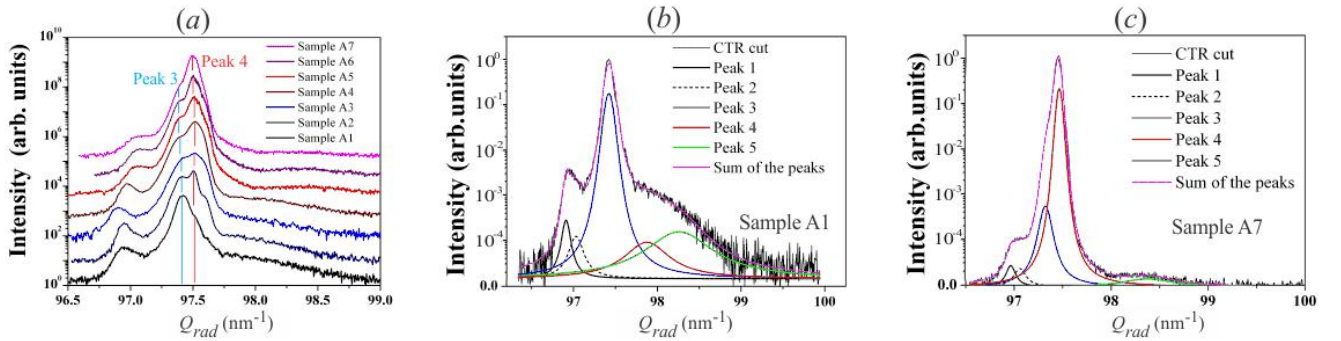 (a)
Intensity (arb. units)
10^10
10^8
10^6
10^4
10^2
10^0
Peak 3
Peak 4
Sample A7
Sample A6
Sample A5
Sample A4
Sample A3
Sample A2
Sample A1
96.5 97.0 97.5 98.0 98.5 99.0
Q_rad (nm^-1)
(b)
Intensity (arb.units)
10^0
10^-1
10^-2
10^-3
10^-4
0.0
CTR cut
Peak 1
Peak 2
Peak 3
Peak 4
Peak 5
Sum of the peaks
Sample A1
97 98 99 100
Q_rad (nm^-1)
(c)
Intensity (arb.units)
10^0
10^-1
10^-2
10^-3
10^-4
0.0
CTR cut
Peak 1
Peak 2
Peak 3
Peak 4
Peak 5
Sum of the peaks
Sample A7
97 98 99 100
Q_rad (nm^-1)